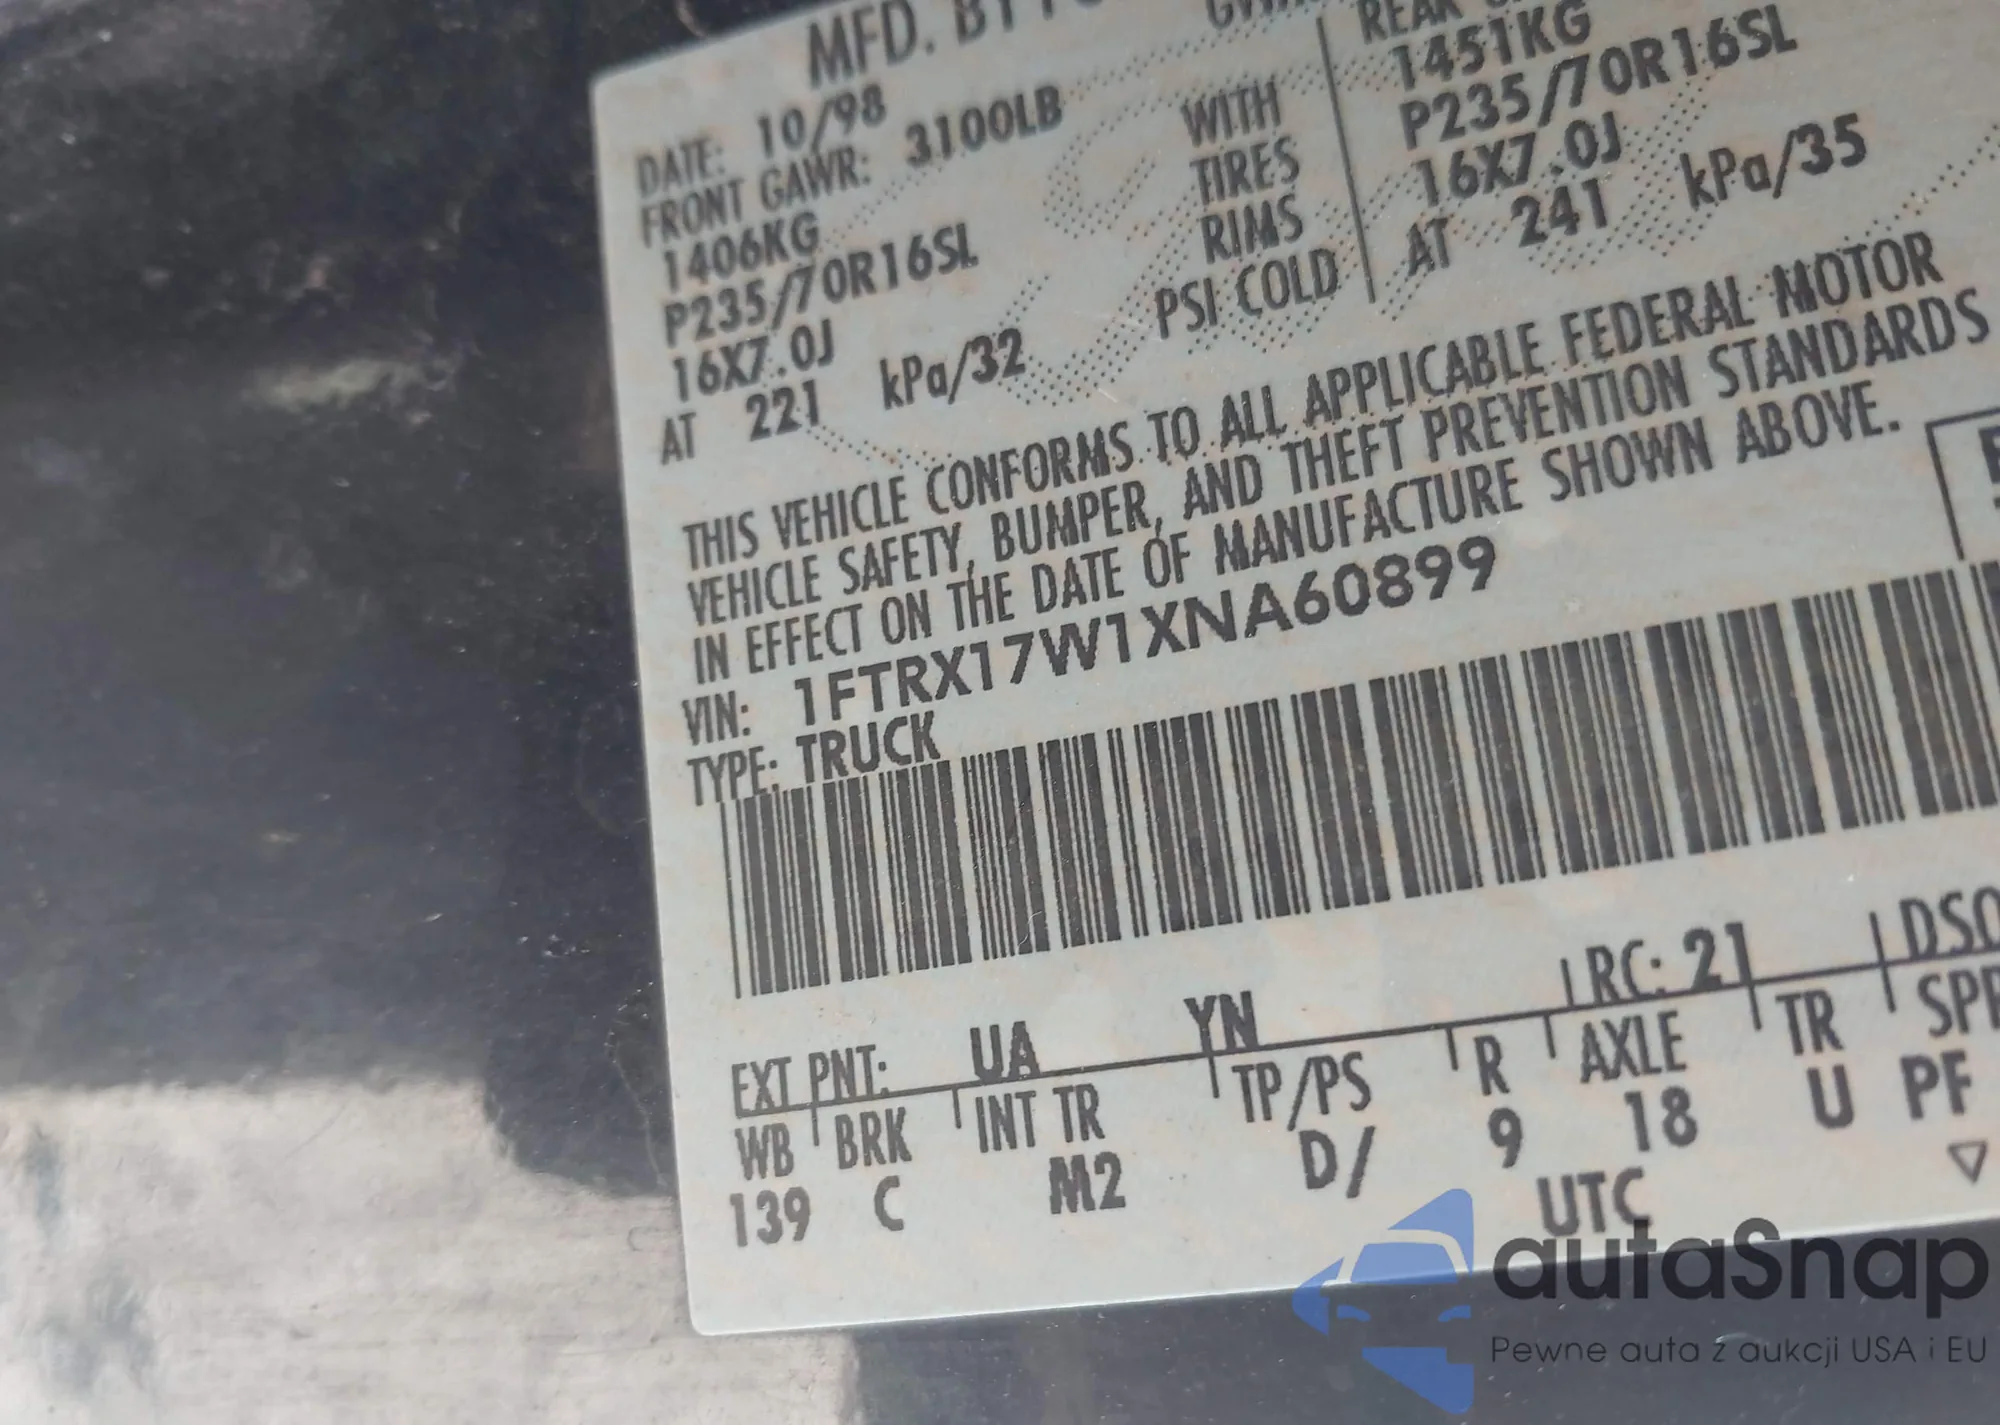 MFD. BY
DATE: 10/98
FRONT GAWR: 3100LB
1406KG
P235/70R16SL
16X7.0J
AT 221 kPa/32
WITH
TIRES
RIMS
PSI COLD
REAR
1451KG
P235/70R16SL
16X7.0J
AT 241 kPa/35
THIS VEHICLE CONFORMS TO ALL APPLICABLE FEDERAL MOTOR
VEHICLE SAFETY, BUMPER, AND THEFT PREVENTION STANDARDS
IN EFFECT ON THE DATE OF MANUFACTURE SHOWN ABOVE.
VIN: 1FTRX17W1XNA60899
TYPE: TRUCK
EXT PNT: UA YN RC: 21 DSO
WB BRK INT TR TP/PS R AXLE TR
139 C M2 D/ 9 18 U PF
UTC
autaSnap
Pewne auta z aukcji USA i EU